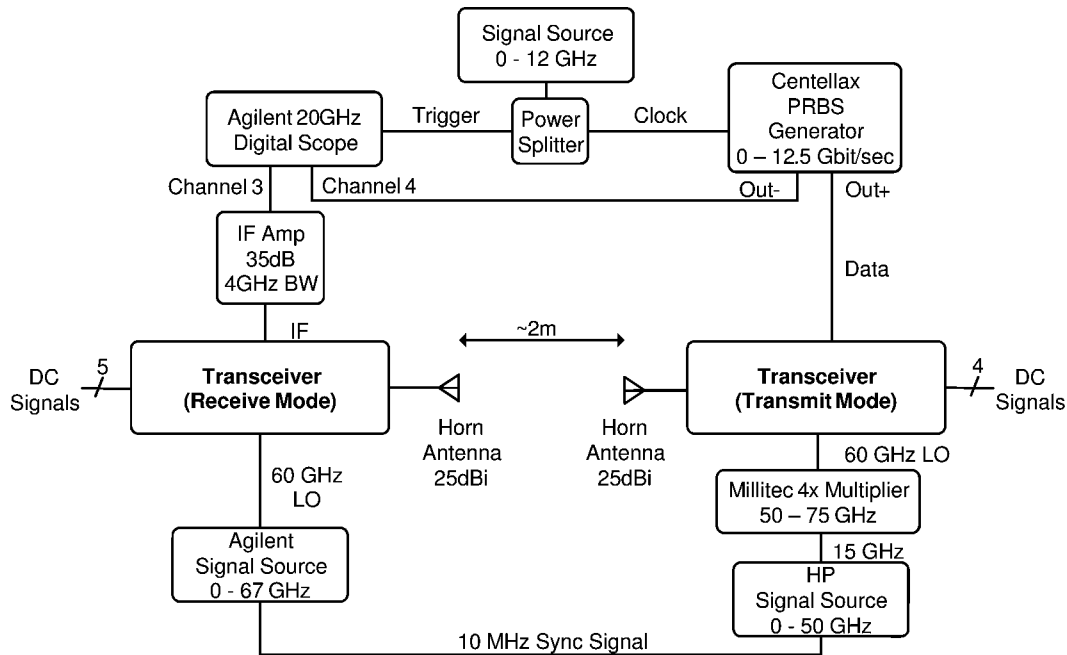 Signal Source
0 - 12 GHz
Agilent 20GHz
Digital Scope
Trigger
Power
Splitter
Clock
Centellax
PRBS
Generator
0 – 12.5 Gbit/sec
Channel 3
Channel 4
Out-
Out+
IF Amp
35dB
4GHz BW
Data
IF
~2m
DC
Signals
5
Transceiver
(Receive Mode)
Horn
Antenna
25dBi
Horn
Antenna
25dBi
Transceiver
(Transmit Mode)
4
DC
Signals
60 GHz
LO
60 GHz LO
Millitec 4x Multiplier
50 – 75 GHz
15 GHz
Agilent
Signal Source
0 - 67 GHz
HP
Signal Source
0 - 50 GHz
10 MHz Sync Signal